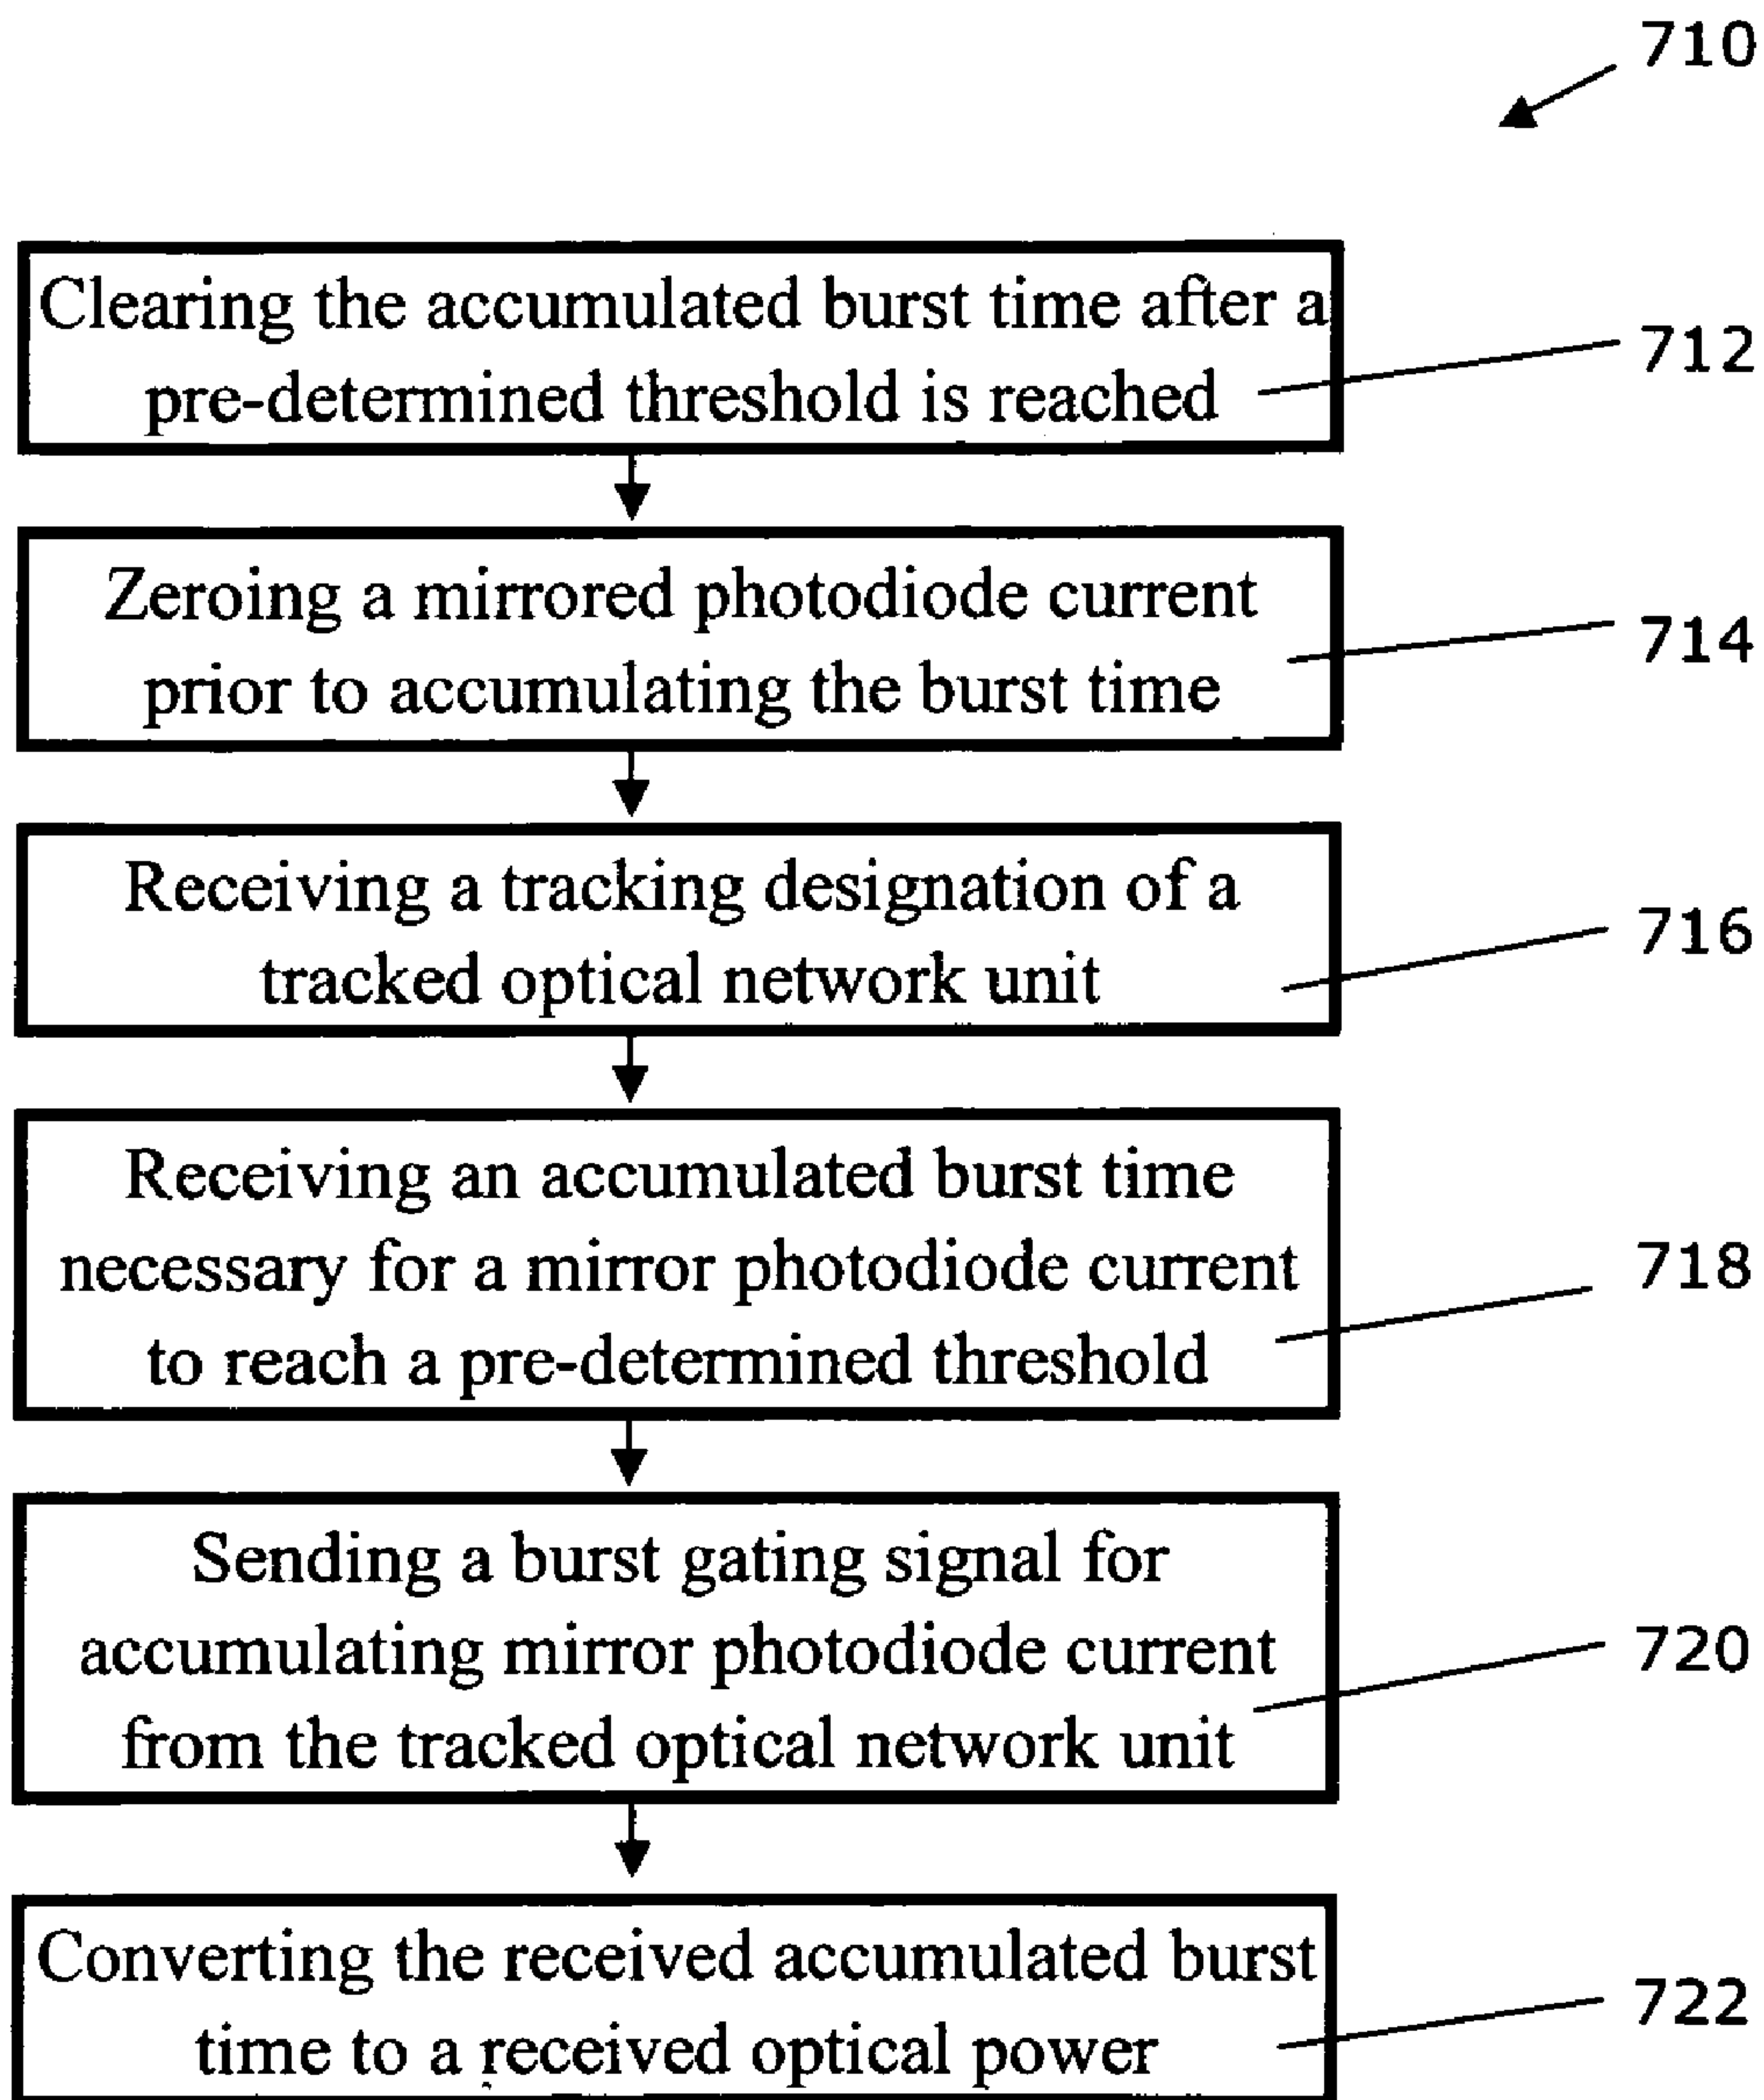 710
Clearing the accumulated burst time after a
pre-determined threshold is reached
712
Zeroing a mirrored photodiode current
prior to accumulating the burst time
714
Receiving a tracking designation of a
tracked optical network unit
716
Receiving an accumulated burst time
necessary for a mirror photodiode current
to reach a pre-determined threshold
718
Sending a burst gating signal for
accumulating mirror photodiode current
from the tracked optical network unit
720
Converting the received accumulated burst
time to a received optical power
722